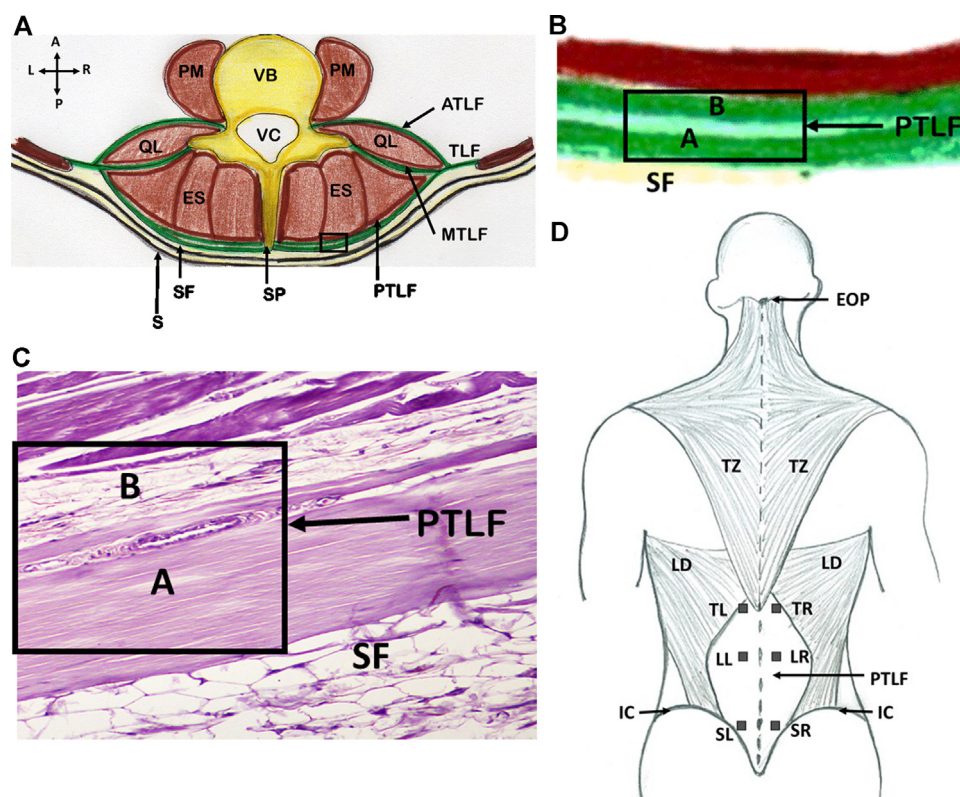 A
A
L R
P
PM VB PM
VC
QL QL
ES ES
ATLF
TLF
MTLF
SF SP PTLF
S
B
B
A
PTLF
SF
C
B
PTLF
A
SF
D
EOP
TZ TZ
LD LD
TL TR
LL LR
PTLF
IC IC
SL SR